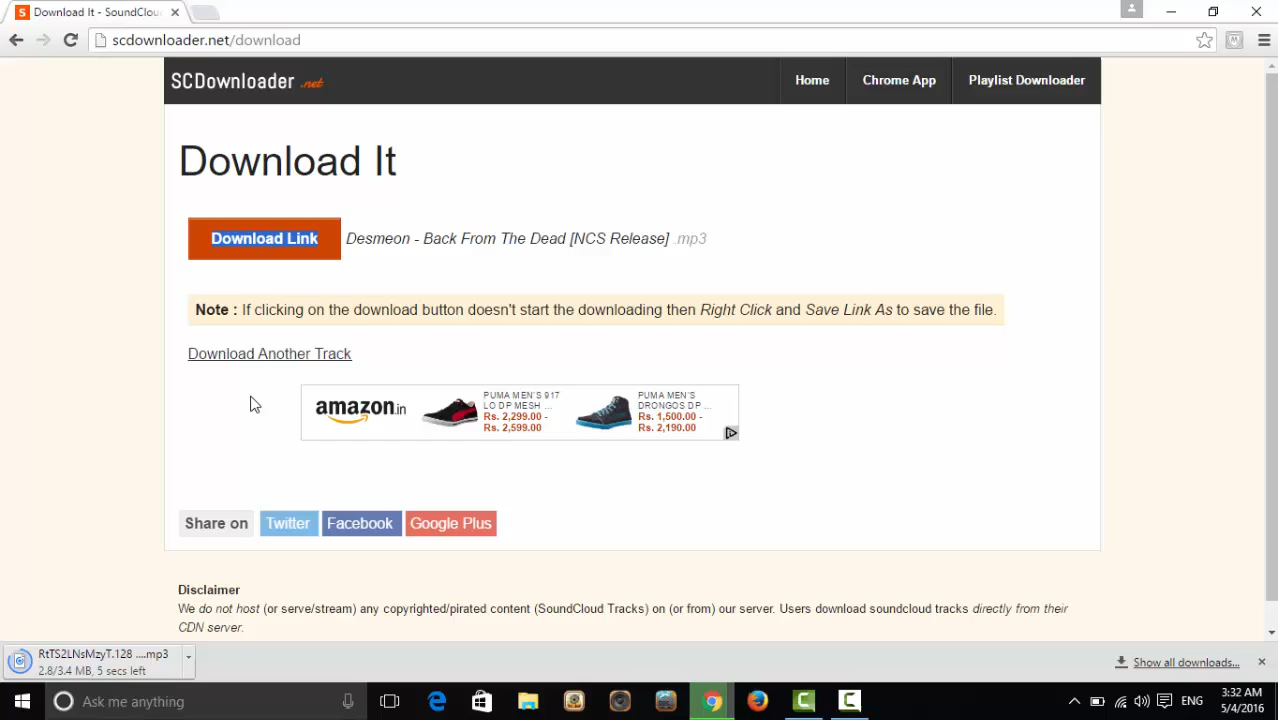 Download It - SoundClou
scdownloader.net/download
SCDownloader .net
Home
Chrome App
Playlist Downloader
Download It
Download Link
Desmeon - Back From The Dead [NCS Release] .mp3
Note : If clicking on the download button doesn't start the downloading then Right Click and Save Link As to save the file.
Download Another Track
amazon.in
PUMA MEN'S 917
LO DP MESH ...
Rs. 2,299.00 -
Rs. 2,599.00
PUMA MEN'S
DRONGOS DP ...
Rs. 1,500.00 -
Rs. 2,190.00
Share on
Twitter
Facebook
Google Plus
Disclaimer
We do not host (or serve/stream) any copyrighted/pirated content (SoundCloud Tracks) on (or from) our server. Users download soundcloud tracks directly from their
CDN server.
RtTS2LNsMzyT.128 ....mp3
2.8/3.4 MB, 5 secs left
Show all downloads...
Ask me anything
ENG
3:32 AM
5/4/2016